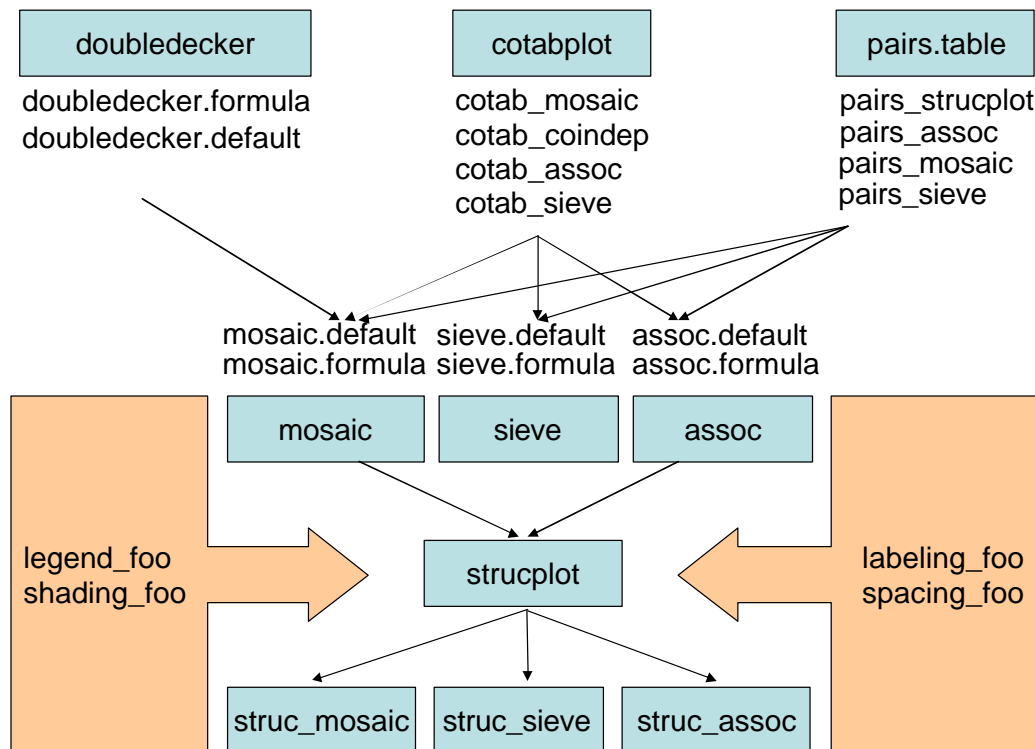 doubledecker
cotabplot
pairs.table
doubledecker.formula
doubledecker.default
cotab_mosaic
cotab_coindep
cotab_assoc
cotab_sieve
pairs_strucplot
pairs_assoc
pairs_mosaic
pairs_sieve
mosaic.default
mosaic.formula
sieve.default
sieve.formula
assoc.default
assoc.formula
mosaic
sieve
assoc
legend_foo
shading_foo
strucplot
labeling_foo
spacing_foo
struc_mosaic
struc_sieve
struc_assoc